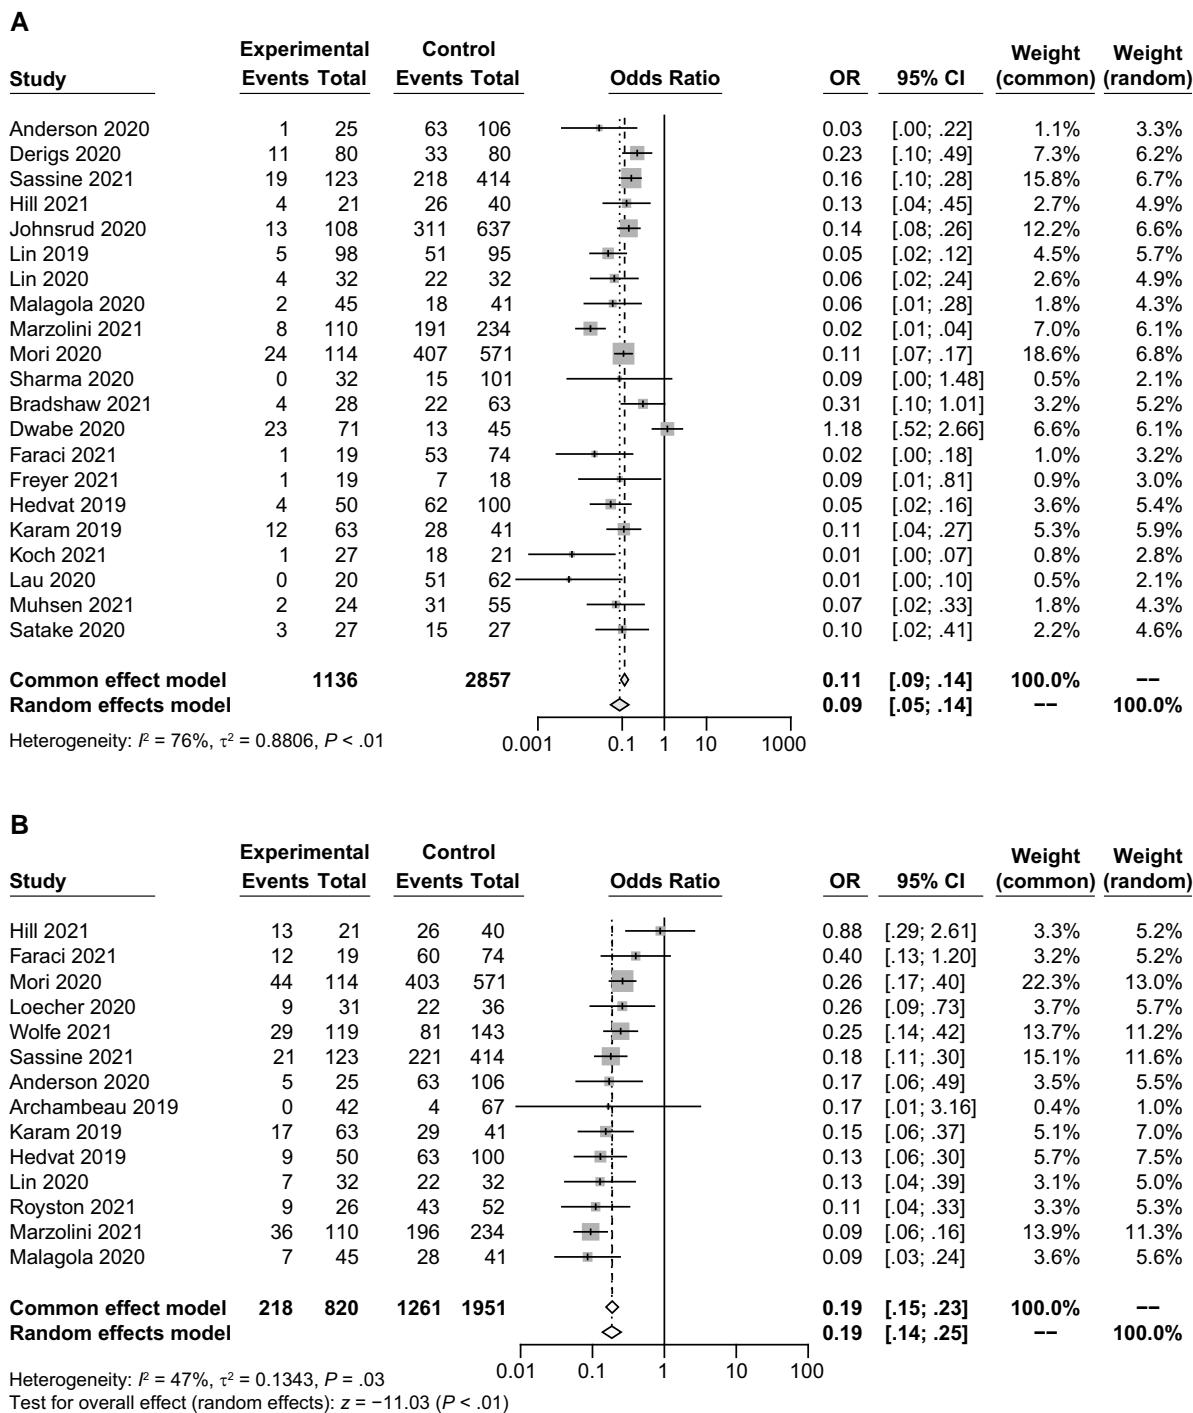 A
Experimental Control Weight Weight
Study Events Total Events Total Odds Ratio OR 95% CI (common) (random)
Anderson 2020 1 25 63 106 0.03 [.00; .22] 1.1% 3.3%
Derigs 2020 11 80 33 80 0.23 [.10; .49] 7.3% 6.2%
Sassine 2021 19 123 218 414 0.16 [.10; .28] 15.8% 6.7%
Hill 2021 4 21 26 40 0.13 [.04; .45] 2.7% 4.9%
Johnsrud 2020 13 108 311 637 0.14 [.08; .26] 12.2% 6.6%
Lin 2019 5 98 51 95 0.05 [.02; .12] 4.5% 5.7%
Lin 2020 4 32 22 32 0.06 [.02; .24] 2.6% 4.9%
Malagola 2020 2 45 18 41 0.06 [.01; .28] 1.8% 4.3%
Marzolini 2021 8 110 191 234 0.02 [.01; .04] 7.0% 6.1%
Mori 2020 24 114 407 571 0.11 [.07; .17] 18.6% 6.8%
Sharma 2020 0 32 15 101 0.09 [.00; 1.48] 0.5% 2.1%
Bradshaw 2021 4 28 22 63 0.31 [.10; 1.01] 3.2% 5.2%
Dwabe 2020 23 71 13 45 1.18 [.52; 2.66] 6.6% 6.1%
Faraci 2021 1 19 53 74 0.02 [.00; .18] 1.0% 3.2%
Freyer 2021 1 19 7 18 0.09 [.01; .81] 0.9% 3.0%
Hedvat 2019 4 50 62 100 0.05 [.02; .16] 3.6% 5.4%
Karam 2019 12 63 28 41 0.11 [.04; .27] 5.3% 5.9%
Koch 2021 1 27 18 21 0.01 [.00; .07] 0.8% 2.8%
Lau 2020 0 20 51 62 0.01 [.00; .10] 0.5% 2.1%
Muhsen 2021 2 24 31 55 0.07 [.02; .33] 1.8% 4.3%
Satake 2020 3 27 15 27 0.10 [.02; .41] 2.2% 4.6%
Common effect model 1136 2857 0.11 [.09; .14] 100.0% −−
Random effects model 0.09 [.05; .14] −− 100.0%
Heterogeneity: I² = 76%, τ² = 0.8806, P < .01
0.001 0.1 1 10 1000
B
Experimental Control Weight Weight
Study Events Total Events Total Odds Ratio OR 95% CI (common) (random)
Hill 2021 13 21 26 40 0.88 [.29; 2.61] 3.3% 5.2%
Faraci 2021 12 19 60 74 0.40 [.13; 1.20] 3.2% 5.2%
Mori 2020 44 114 403 571 0.26 [.17; .40] 22.3% 13.0%
Loecher 2020 9 31 22 36 0.26 [.09; .73] 3.7% 5.7%
Wolfe 2021 29 119 81 143 0.25 [.14; .42] 13.7% 11.2%
Sassine 2021 21 123 221 414 0.18 [.11; .30] 15.1% 11.6%
Anderson 2020 5 25 63 106 0.17 [.06; .49] 3.5% 5.5%
Archambeau 2019 0 42 4 67 0.17 [.01; 3.16] 0.4% 1.0%
Karam 2019 17 63 29 41 0.15 [.06; .37] 5.1% 7.0%
Hedvat 2019 9 50 63 100 0.13 [.06; .30] 5.7% 7.5%
Lin 2020 7 32 22 32 0.13 [.04; .39] 3.1% 5.0%
Royston 2021 9 26 43 52 0.11 [.04; .33] 3.3% 5.3%
Marzolini 2021 36 110 196 234 0.09 [.06; .16] 13.9% 11.3%
Malagola 2020 7 45 28 41 0.09 [.03; .24] 3.6% 5.6%
Common effect model 218 820 1261 1951 0.19 [.15; .23] 100.0% −−
Random effects model 0.19 [.14; .25] −− 100.0%
0.01 0.1 1 10 100
Heterogeneity: I² = 47%, τ² = 0.1343, P = .03
Test for overall effect (random effects): z = −11.03 (P < .01)